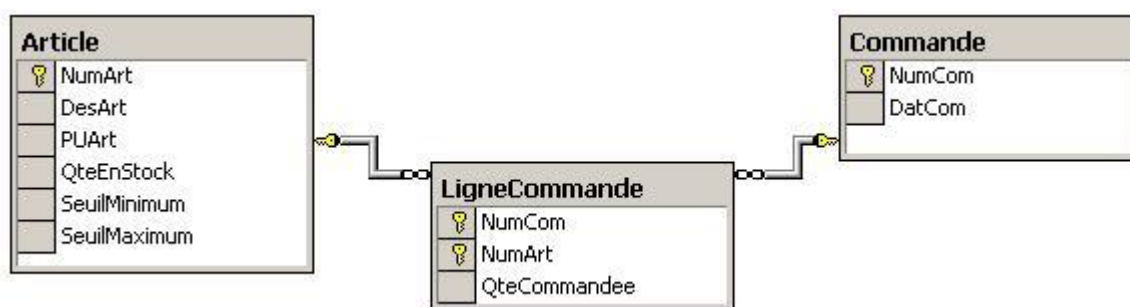 Article
NumArt
DesArt
PUArt
QteEnStock
SeuilMinimum
SeuilMaximum
Commande
NumCom
DatCom
LigneCommande
NumCom
NumArt
QteCommandee